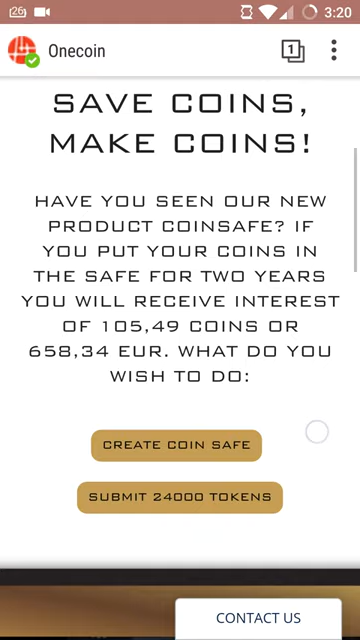 26 3:20
Onecoin 1
SAVE COINS,
MAKE COINS!
HAVE YOU SEEN OUR NEW
PRODUCT COINSAFE? IF
YOU PUT YOUR COINS IN
THE SAFE FOR TWO YEARS
YOU WILL RECEIVE INTEREST
OF 105,49 COINS OR
658,34 EUR. WHAT DO YOU
WISH TO DO:
CREATE COIN SAFE
SUBMIT 24000 TOKENS
CONTACT US